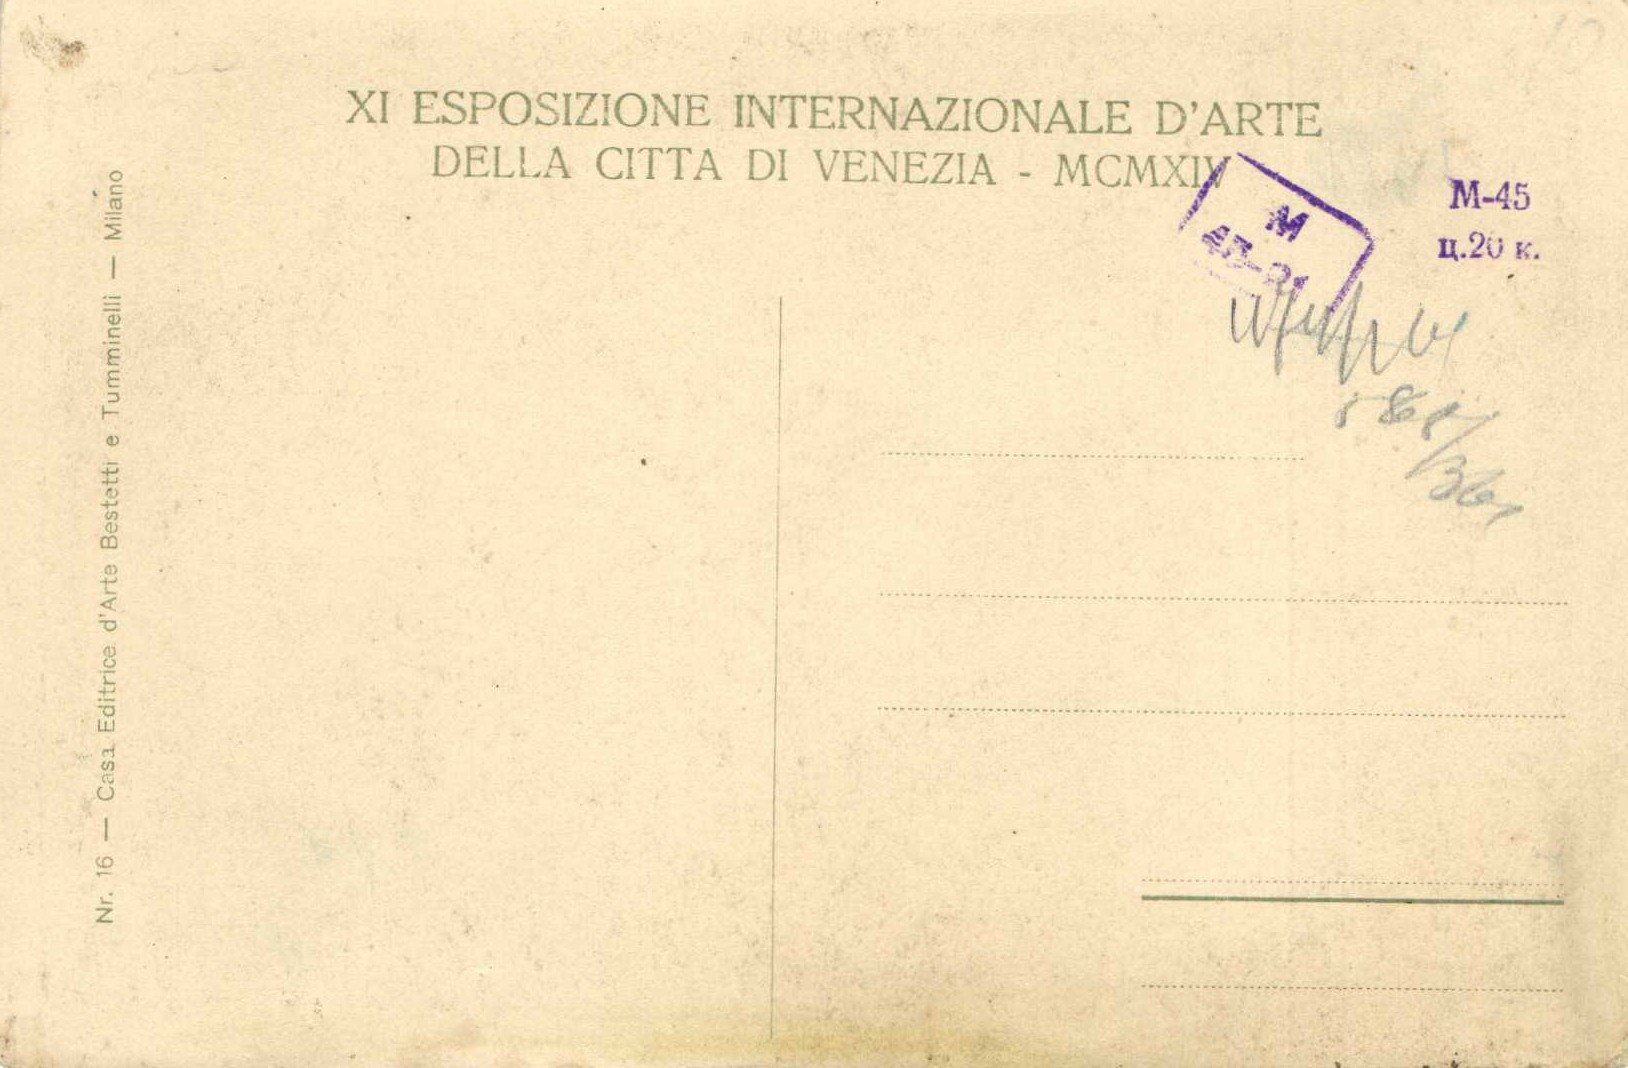 XI ESPOSIZIONE INTERNAZIONALE D'ARTE
DELLA CITTA DI VENEZIA - MCMXIV
M-45
ц.20 к.
M
Nr. 16 — Casa Editrice d'Arte Bestetti e Tumminelli — Milano